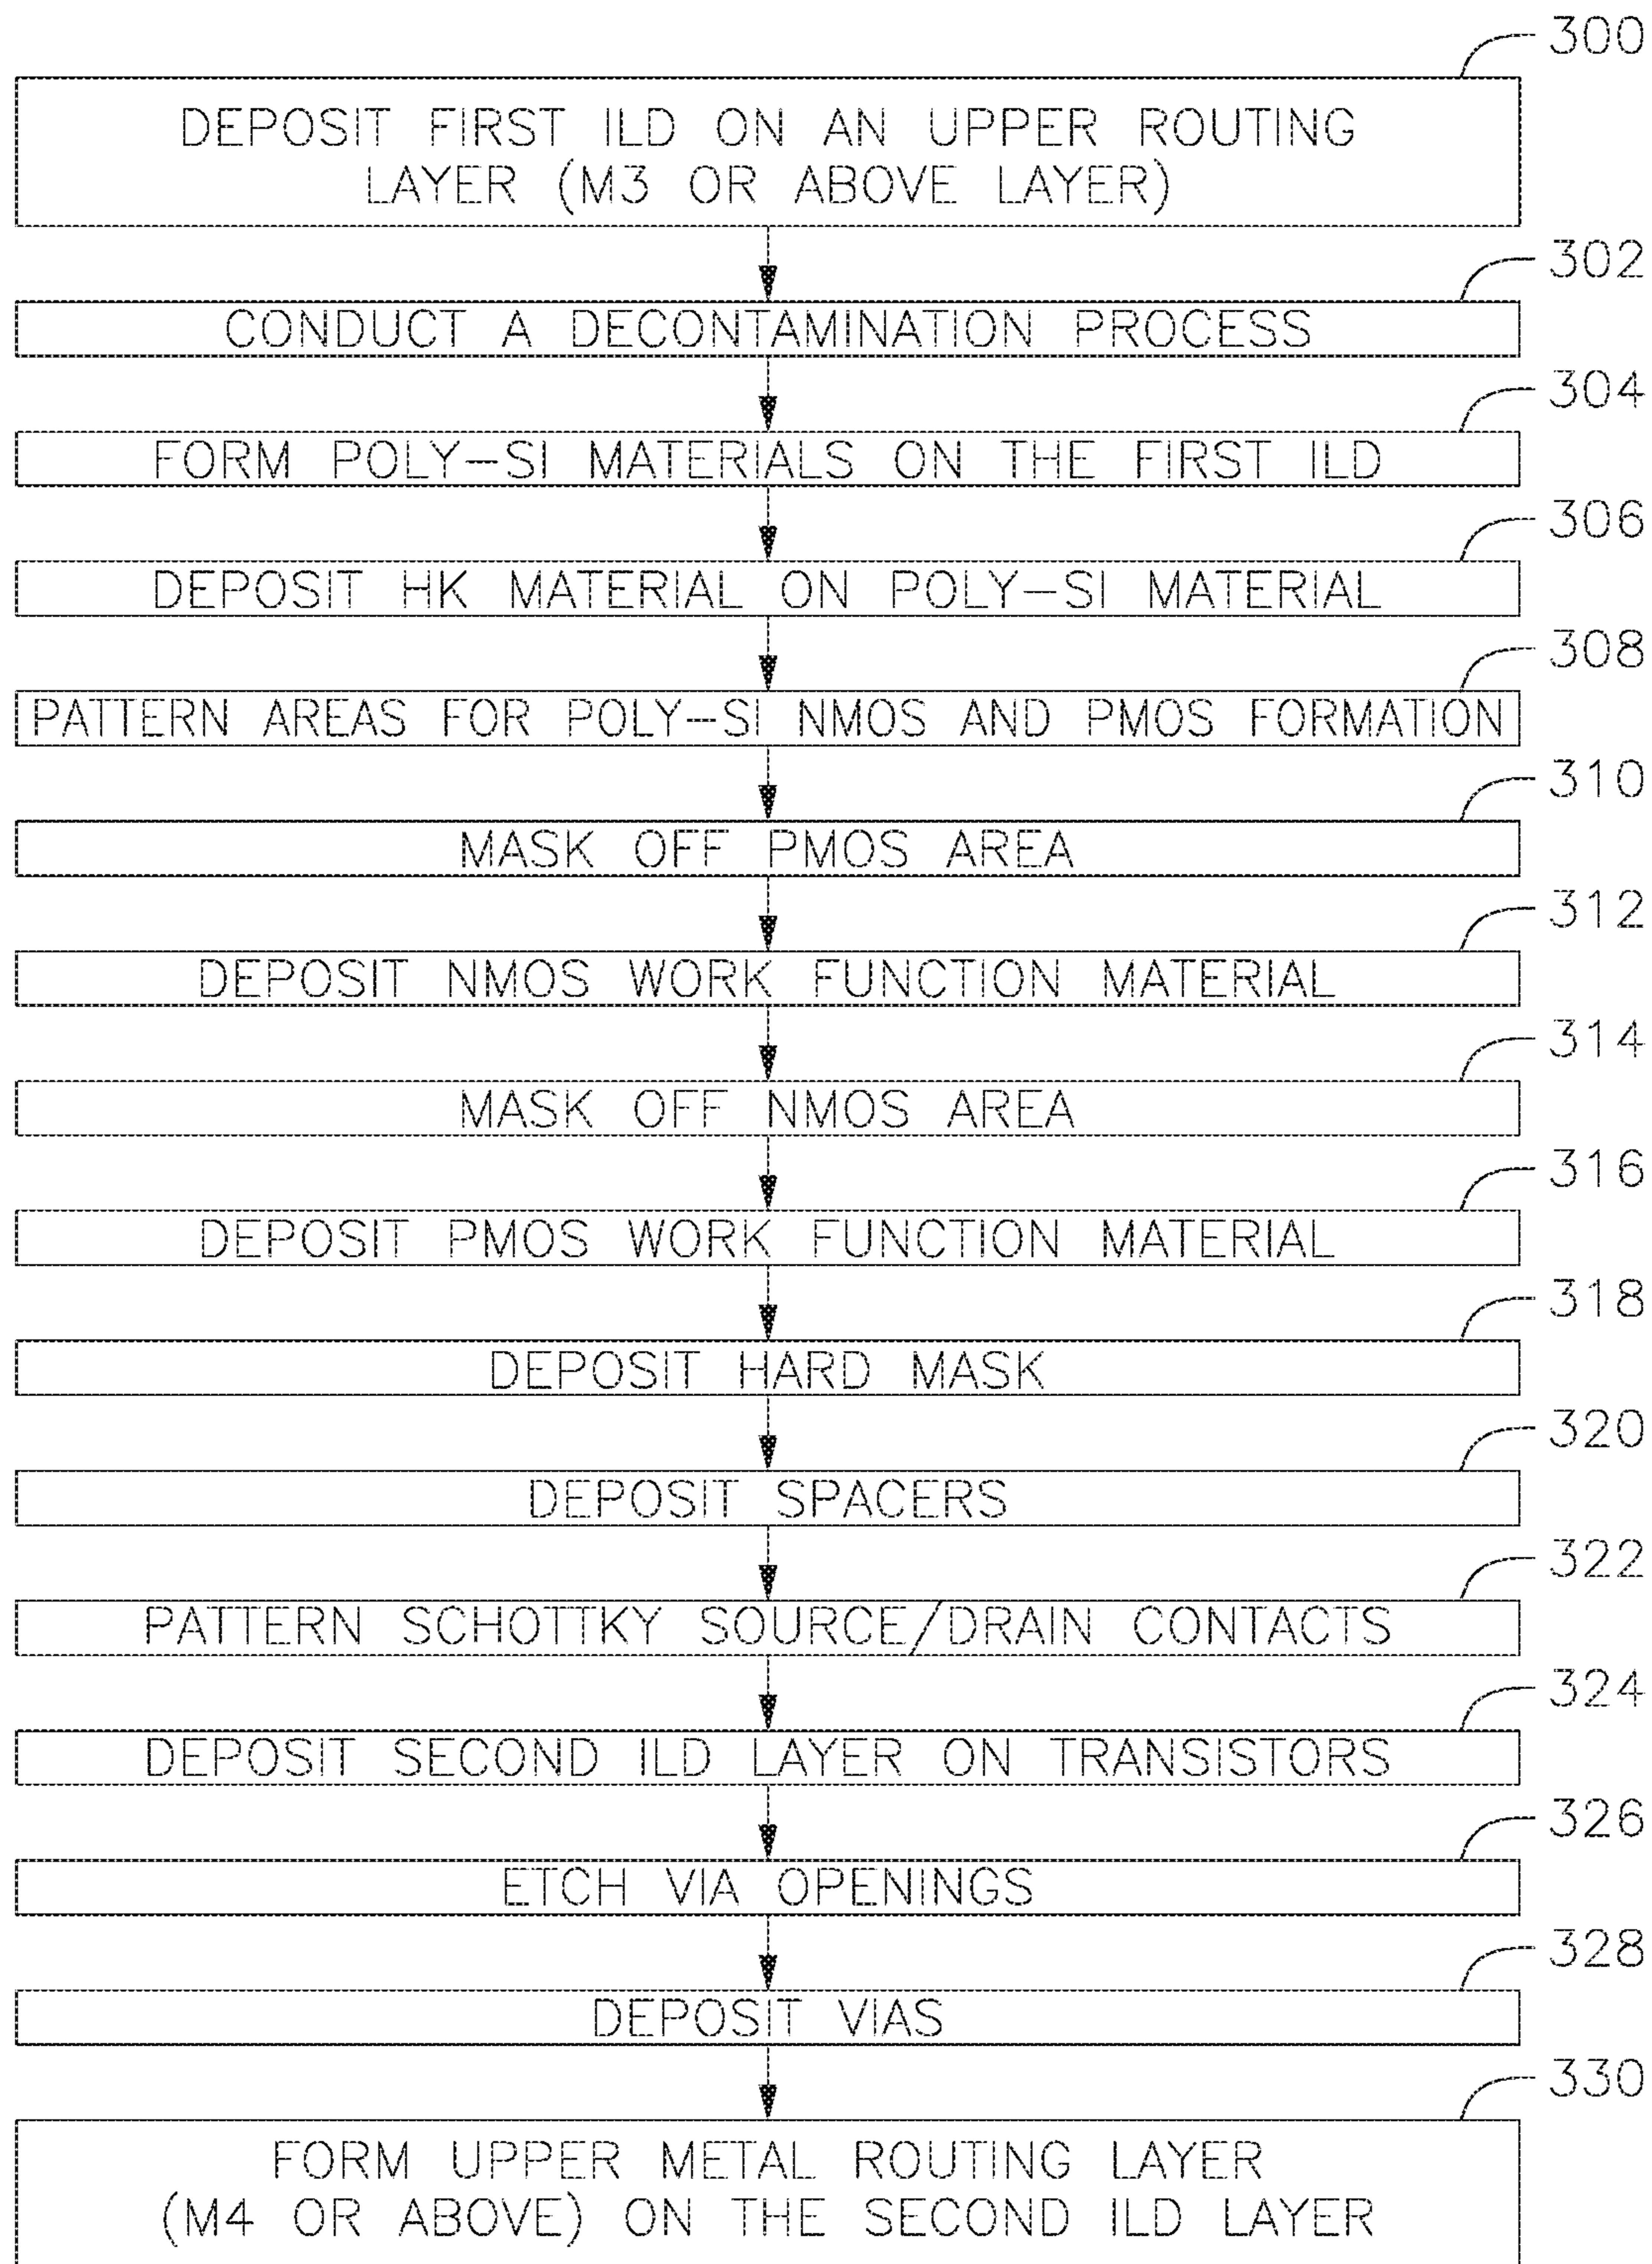 300
DEPOSIT FIRST ILD ON AN UPPER ROUTING
LAYER (M3 OR ABOVE LAYER)
302
CONDUCT A DECONTAMINATION PROCESS
304
FORM POLY-SI MATERIALS ON THE FIRST ILD
306
DEPOSIT HK MATERIAL ON POLY-SI MATERIAL
308
PATTERN AREAS FOR POLY-SI NMOS AND PMOS FORMATION
310
MASK OFF PMOS AREA
312
DEPOSIT NMOS WORK FUNCTION MATERIAL
314
MASK OFF NMOS AREA
316
DEPOSIT PMOS WORK FUNCTION MATERIAL
318
DEPOSIT HARD MASK
320
DEPOSIT SPACERS
322
PATTERN SCHOTTKY SOURCE/DRAIN CONTACTS
324
DEPOSIT SECOND ILD LAYER ON TRANSISTORS
326
ETCH VIA OPENINGS
328
DEPOSIT VIAS
330
FORM UPPER METAL ROUTING LAYER
(M4 OR ABOVE) ON THE SECOND ILD LAYER